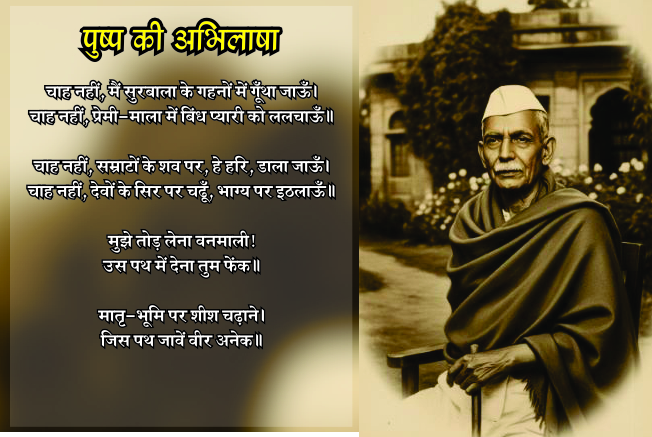 पुष्प की अभिलाषा
चाह नहीं, मैं सुरबाला के गहनों में गूँथा जाऊँ।
चाह नहीं, प्रेमी-माला में बिंध प्यारी को ललचाऊँ॥
चाह नहीं, सम्राटों के शव पर, हे हरि, डाला जाऊँ।
चाह नहीं, देवों के सिर पर चढ़ूँ, भाग्य पर इठलाऊँ॥
मुझे तोड़ लेना वनमाली!
उस पथ में देना तुम फेंक॥
मातृ-भूमि पर शीश चढ़ाने।
जिस पथ जावें वीर अनेक॥